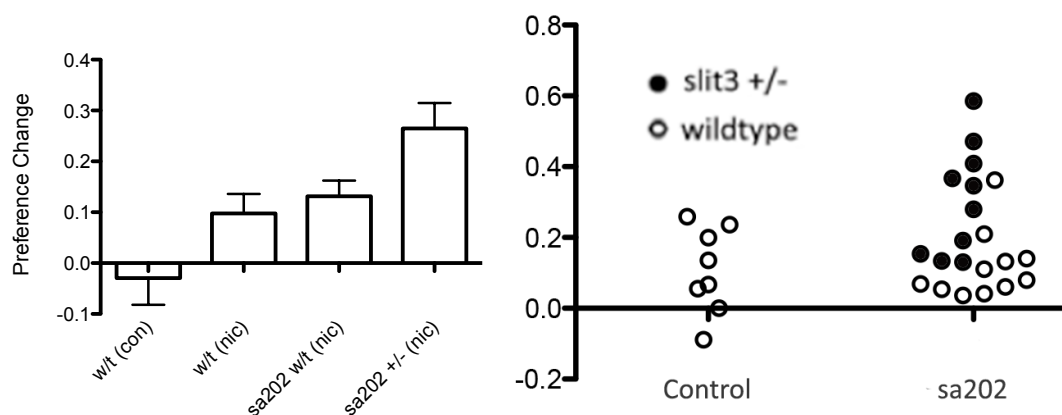 Preference Change
0.4
0.3
0.2
0.1
0.0
-0.1
w/t (con)
w/t (nic)
sa202 w/t (nic)
sa202 +/- (nic)
0.8
0.6
0.4
0.2
0.0
-0.2
slit3 +/-
wildtype
Control
sa202